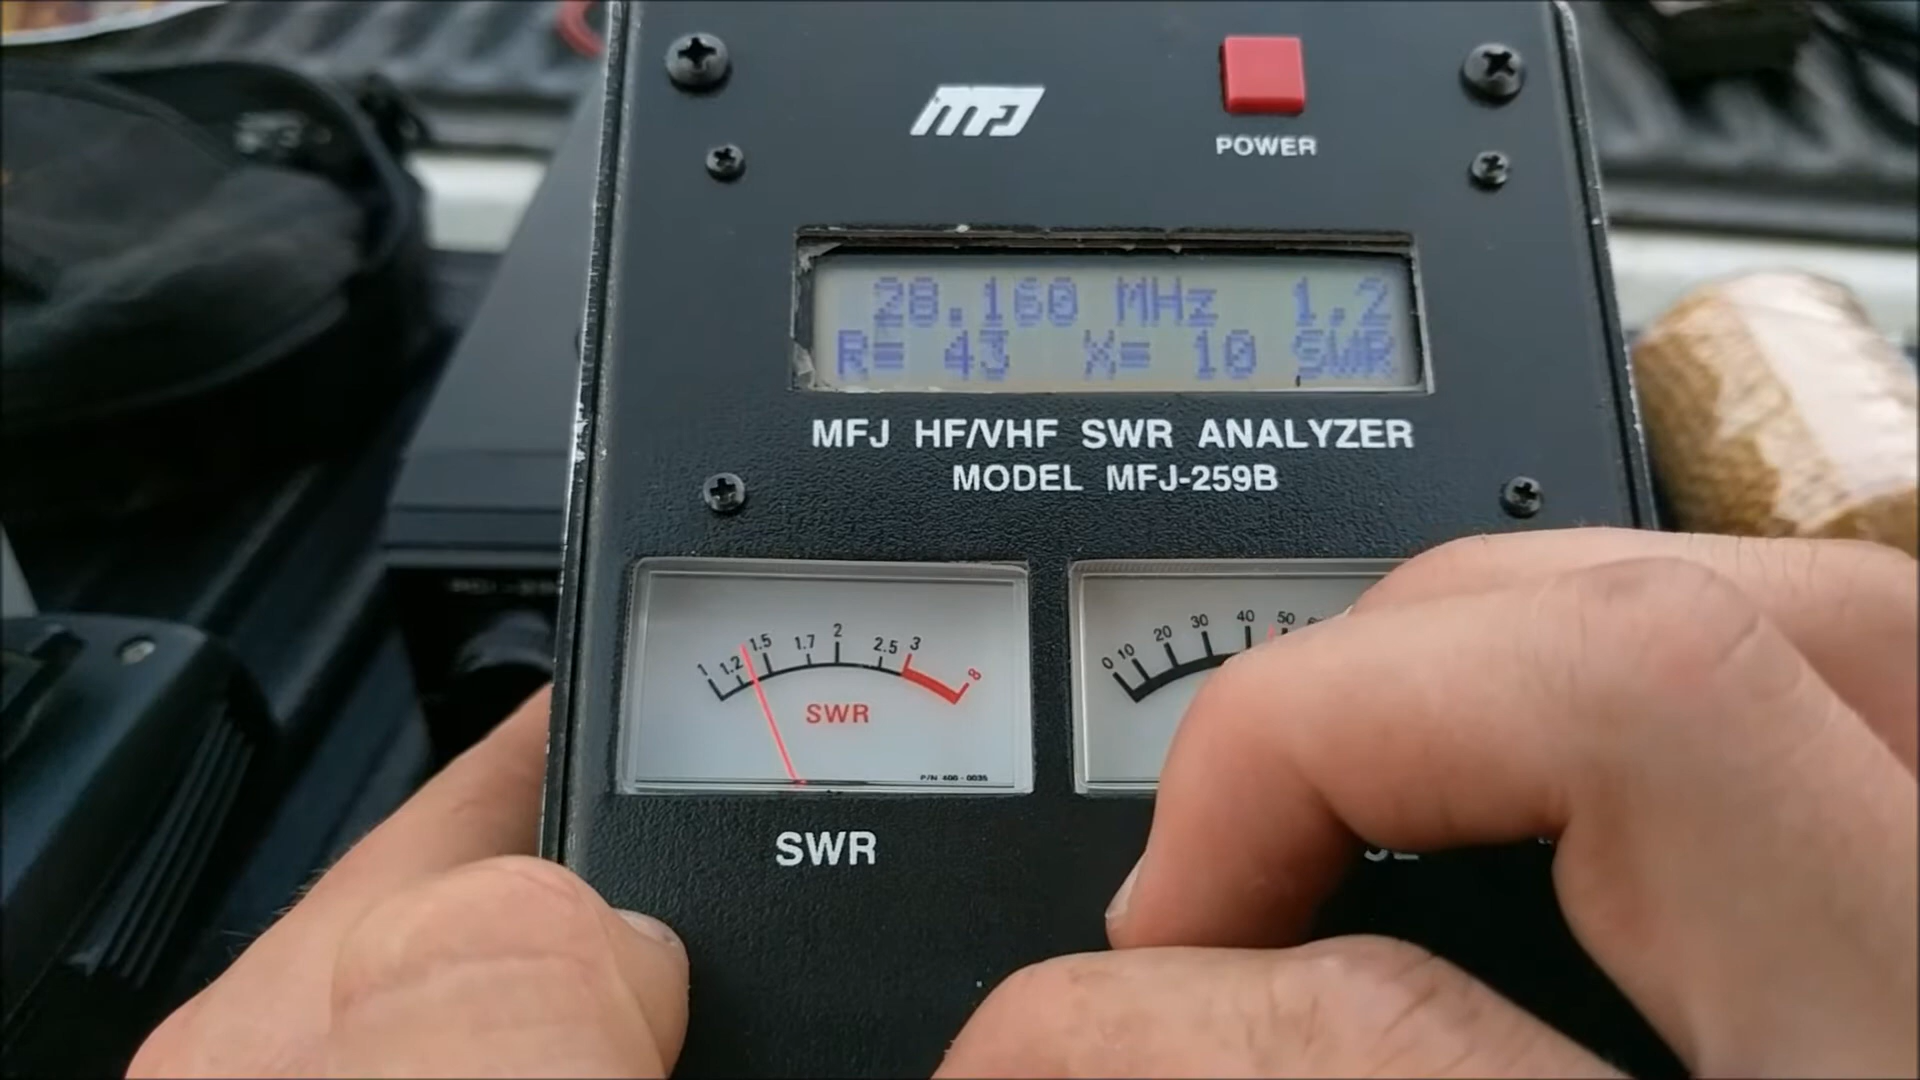 MFJ
POWER
28.160 MHz 1.2
R= 43 X= 10 SWR
MFJ HF/VHF SWR ANALYZER
MODEL MFJ-259B
1 1.2 1.5 1.7 2 2.5 3 8
SWR
P/N 400-0035
0 10 20 30 40 50
SWR